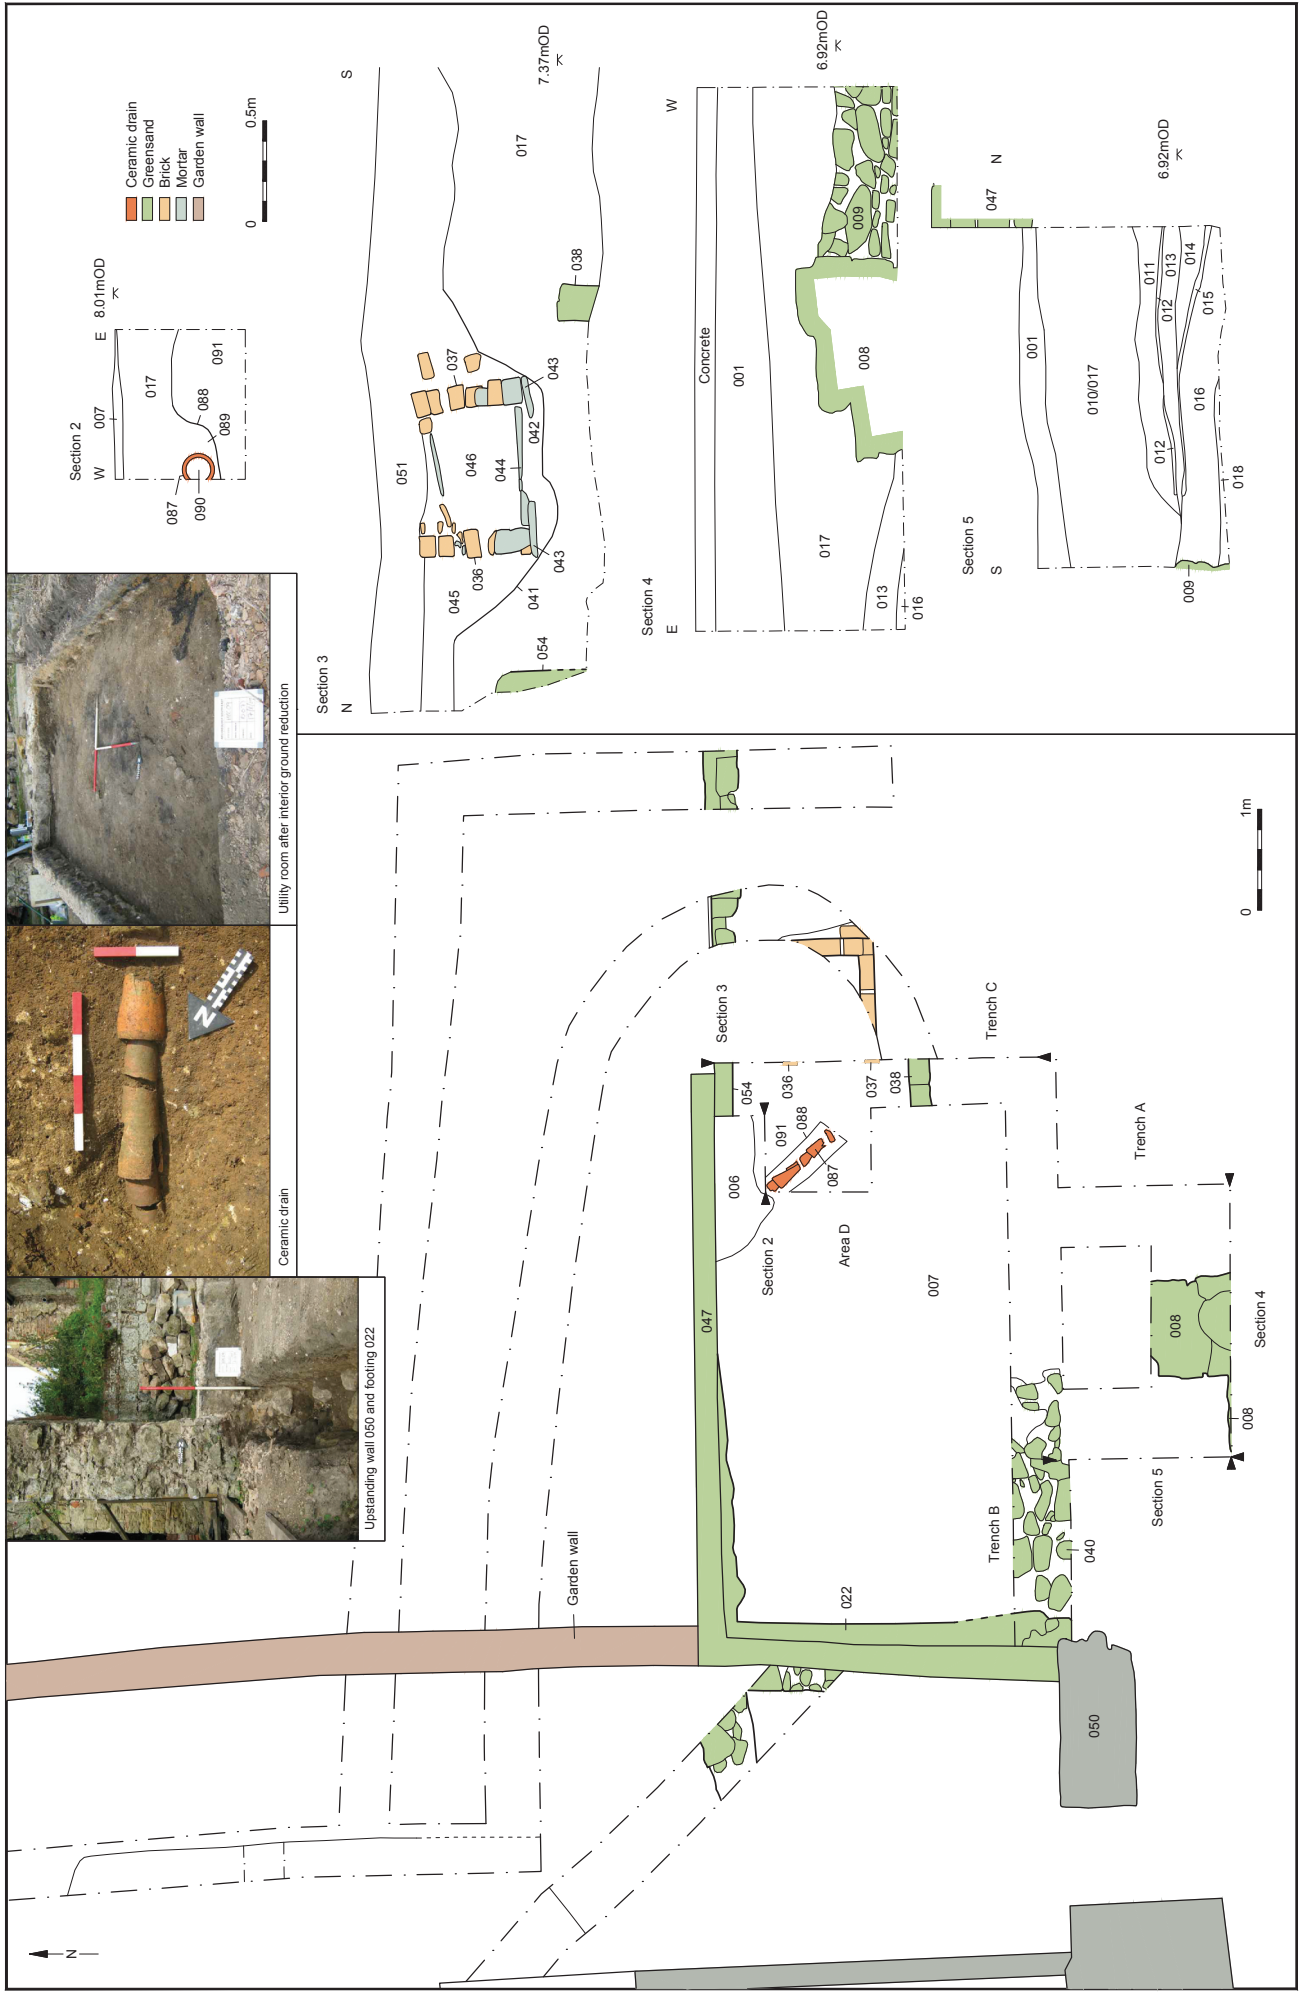 Upstanding wall 050 and footing 022
Ceramic drain
Utility room after interior ground reduction
N
Section 2
W
E
8.01mOD
007
017
091
088
089
087
090
Ceramic drain
Greensand
Brick
Mortar
Garden wall
0
0.5m
Section 3
N
S
7.37mOD
054
045
041
036
043
051
046
044
042
037
043
038
017
Section 4
E
W
6.92mOD
Concrete
001
017
013
016
008
009
Section 5
S
N
6.92mOD
047
001
010/017
011
012
013
014
012
015
016
018
009
Garden wall
047
022
006
Section 2
Area D
007
091
088
087
054
036
037
038
Section 3
Trench C
Trench A
Trench B
040
050
Section 5
008
008
Section 4
N
0
1m